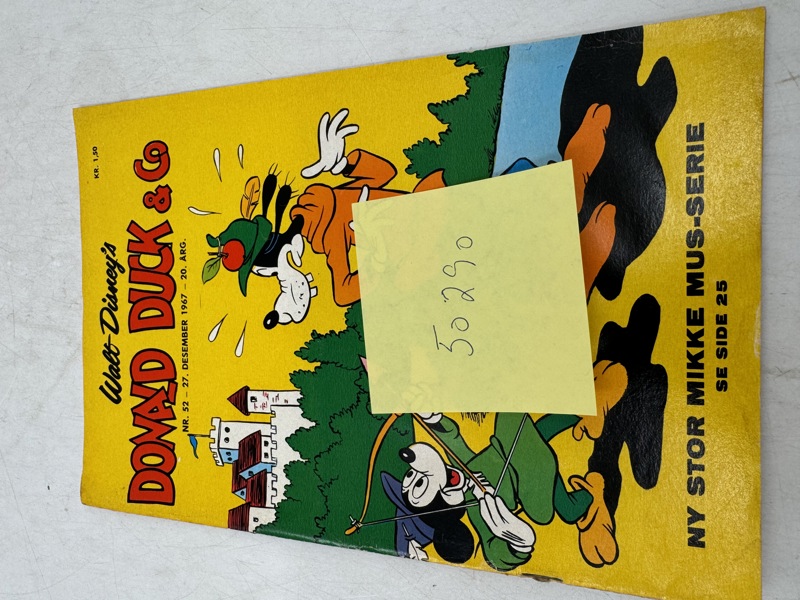 KR. 1,50
Walt Disney's
DONALD DUCK & Co
NR. 52 – 27. DESEMBER 1967 – 20. ÅRG.
50290
NY STOR MIKKE MUS-SERIE
SE SIDE 25